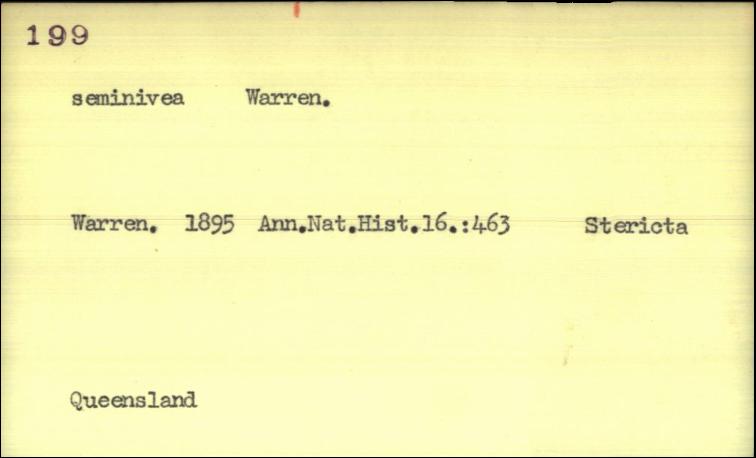 199
seminivea Warren.
Warren. 1895 Ann.Nat.Hist.16.:463 Stericta
Queensland